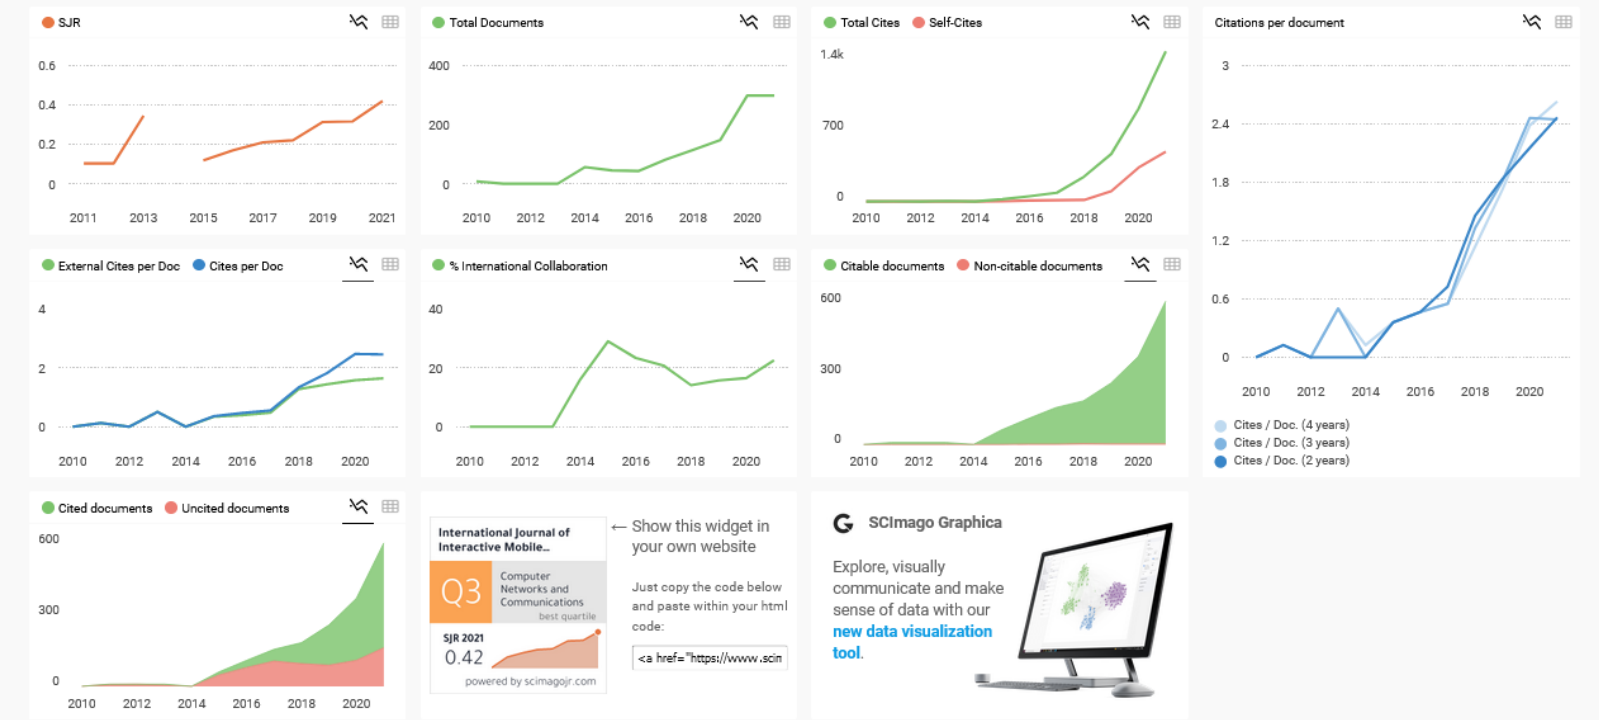 SJR
0.6
0.4
0.2
0
2011 2013 2015 2017 2019 2021
Total Documents
400
200
0
2010 2012 2014 2016 2018 2020
Total Cites Self-Cites
1.4k
700
0
2010 2012 2014 2016 2018 2020
Citations per document
3
2.4
1.8
1.2
0.6
0
2010 2012 2014 2016 2018 2020
Cites / Doc. (4 years)
Cites / Doc. (3 years)
Cites / Doc. (2 years)
External Cites per Doc Cites per Doc
4
2
0
2010 2012 2014 2016 2018 2020
% International Collaboration
40
20
0
2010 2012 2014 2016 2018 2020
Citable documents Non-citable documents
600
300
0
2010 2012 2014 2016 2018 2020
Cited documents Uncited documents
600
300
0
2010 2012 2014 2016 2018 2020
International Journal of
Interactive Mobile...
Q3
Computer
Networks and
Communications
best quartile
SJR 2021
0.42
powered by scimagojr.com
← Show this widget in
your own website
Just copy the code below
and paste within your html
code:
<a href="https://www.scim
SCImago Graphica
Explore, visually
communicate and make
sense of data with our
new data visualization
tool.